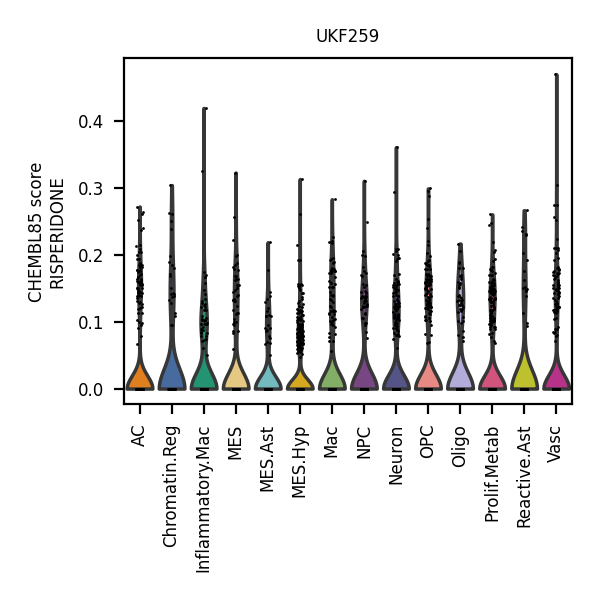 UKF259
CHEMBL85 score
RISPERIDONE
0.4
0.3
0.2
0.1
0.0
AC
Chromatin.Reg
Inflammatory.Mac
MES
MES.Ast
MES.Hyp
Mac
NPC
Neuron
OPC
Oligo
Prolif.Metab
Reactive.Ast
Vasc